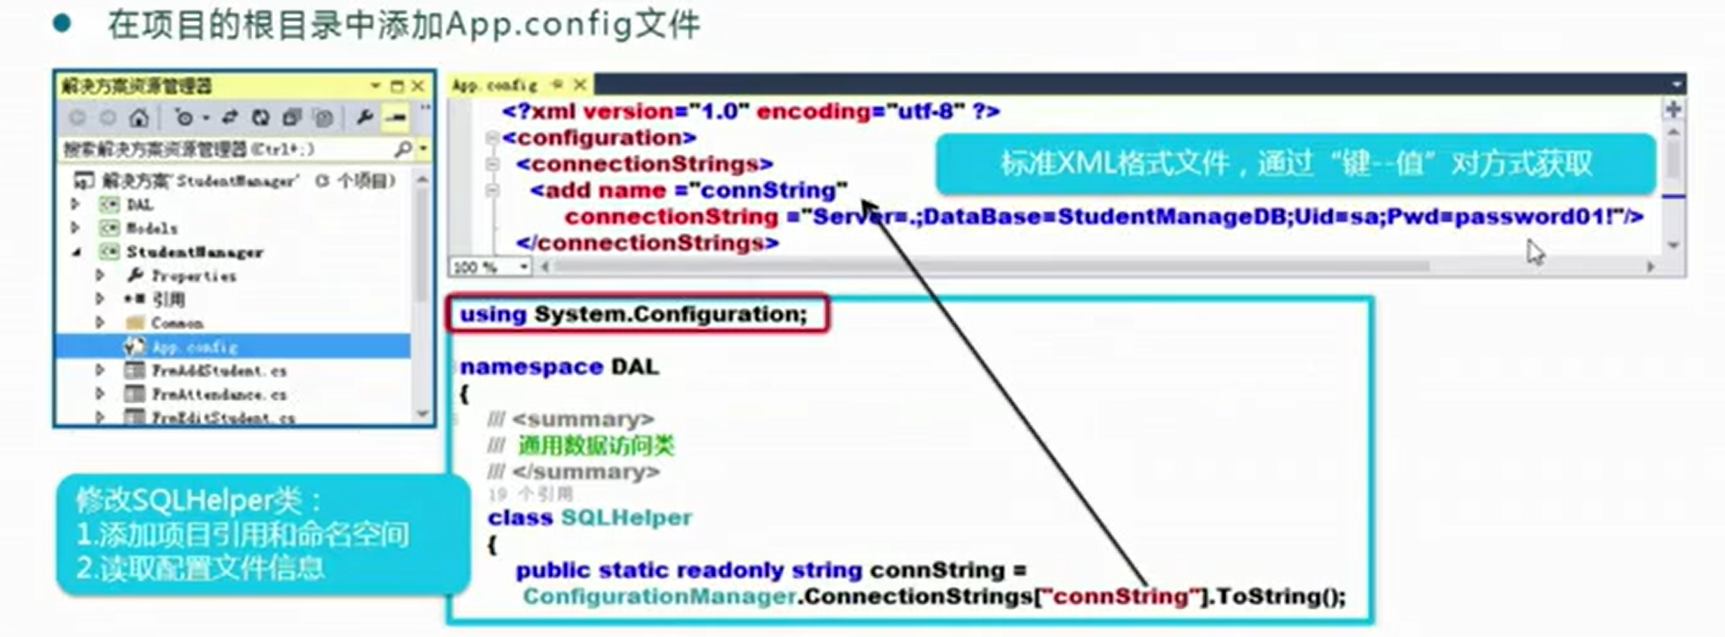 在项目的根目录中添加App.config文件
解决方案资源管理器
搜索解决方案资源管理器(Ctrl+;)
解决方案'StudentManager' (3 个项目)
DAL
Models
StudentManager
Properties
引用
Common
App.config
FrmAddStudent.cs
FrmAttendance.cs
FrmEditStudent.cs
App.config
<?xml version="1.0" encoding="utf-8" ?>
<configuration>
<connectionStrings>
<add name ="connString"
connectionString ="Server=.;DataBase=StudentManageDB;Uid=sa;Pwd=password01!"/>
</connectionStrings>
100 %
标准XML格式文件，通过“键--值”对方式获取
using System.Configuration;
namespace DAL
{
/// <summary>
/// 通用数据访问类
/// </summary>
19 个引用
class SQLHelper
{
public static readonly string connString =
ConfigurationManager.ConnectionStrings["connString"].ToString();
修改SQLHelper类：
1.添加项目引用和命名空间
2.读取配置文件信息